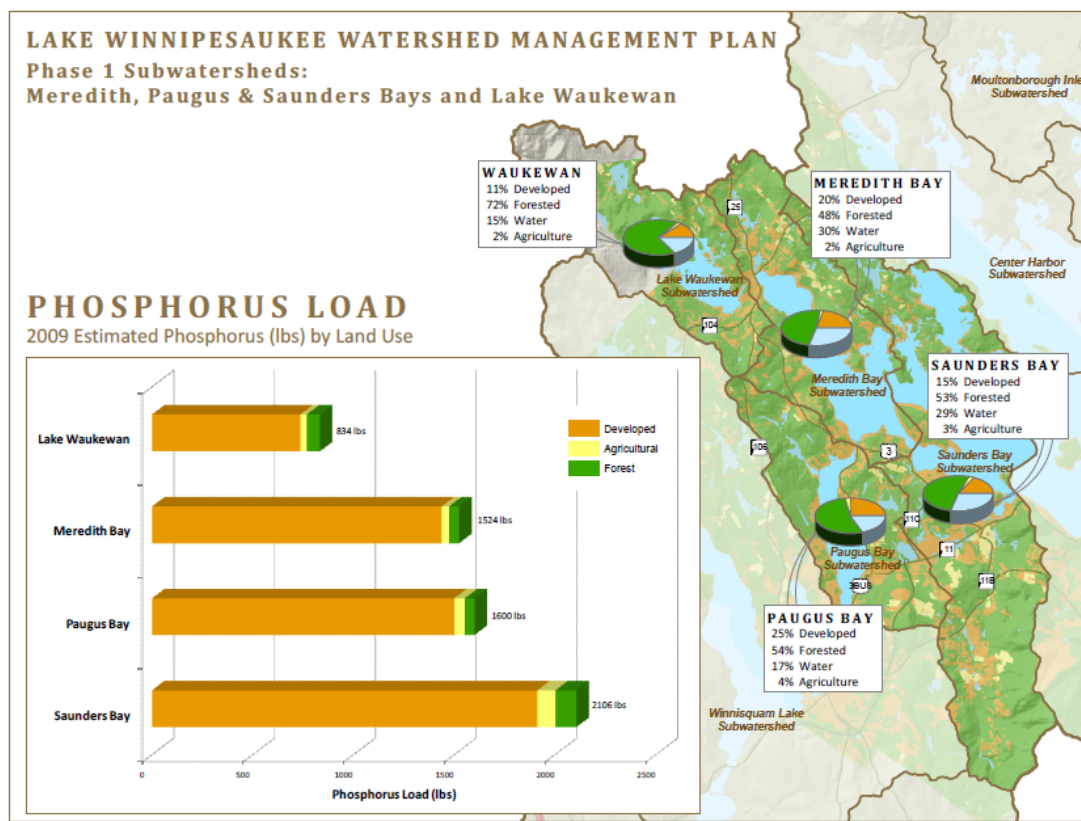 LAKE WINNIPESAUKEE WATERSHED MANAGEMENT PLAN
Phase 1 Subwatersheds:
Meredith, Paugus & Saunders Bays and Lake Waukewan
Moultonborough Inlet
Subwatershed
WAUKEWAN
11% Developed
72% Forested
15% Water
2% Agriculture
MEREDITH BAY
20% Developed
48% Forested
30% Water
2% Agriculture
25
Center Harbor
Subwatershed
Lake Waukewan
Subwatershed
104
PHOSPHORUS LOAD
2009 Estimated Phosphorus (lbs) by Land Use
Meredith Bay
Subwatershed
SAUNDERS BAY
15% Developed
53% Forested
29% Water
3% Agriculture
106
3
Saunders Bay
Subwatershed
11C
Paugus Bay
Subwatershed
11
3BUS
11B
PAUGUS BAY
25% Developed
54% Forested
17% Water
4% Agriculture
Winnisquam Lake
Subwatershed
Lake Waukewan
834 lbs
Developed
Agricultural
Forest
Meredith Bay
1524 lbs
Paugus Bay
1600 lbs
Saunders Bay
2106 lbs
0
500
1000
1500
2000
2500
Phosphorus Load (lbs)